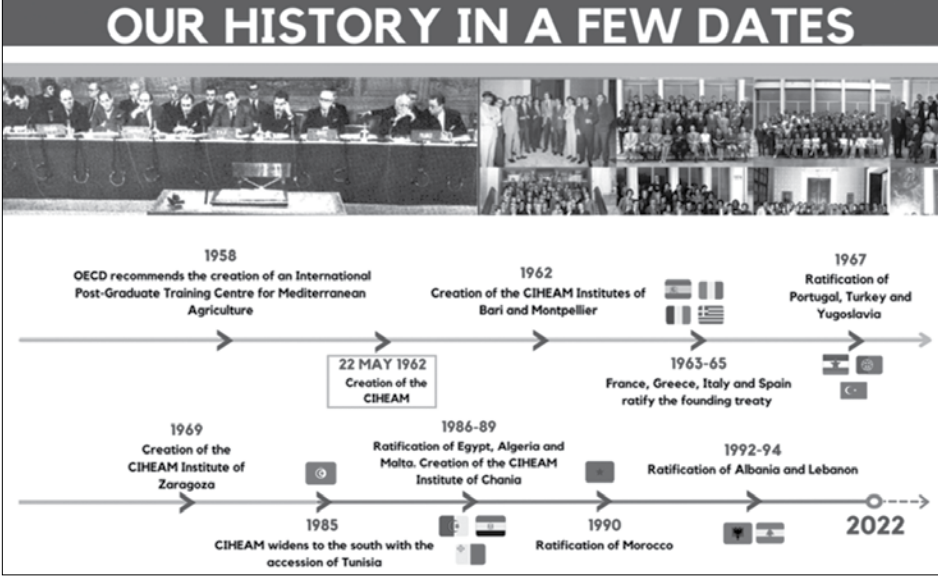 OUR HISTORY IN A FEW DATES
1958
OECD recommends the creation of an International
Post-Graduate Training Centre for Mediterranean
Agriculture
22 MAY 1962
Creation of the
CIHEAM
1962
Creation of the CIHEAM Institutes of
Bari and Montpellier
1963-65
France, Greece, Italy and Spain
ratify the founding treaty
1967
Ratification of
Portugal, Turkey and
Yugoslavia
1969
Creation of the
CIHEAM Institute of
Zaragoza
1985
CIHEAM widens to the south with the
accession of Tunisia
1986-89
Ratification of Egypt, Algeria and
Malta. Creation of the CIHEAM
Institute of Chania
1990
Ratification of Morocco
1992-94
Ratification of Albania and Lebanon
2022